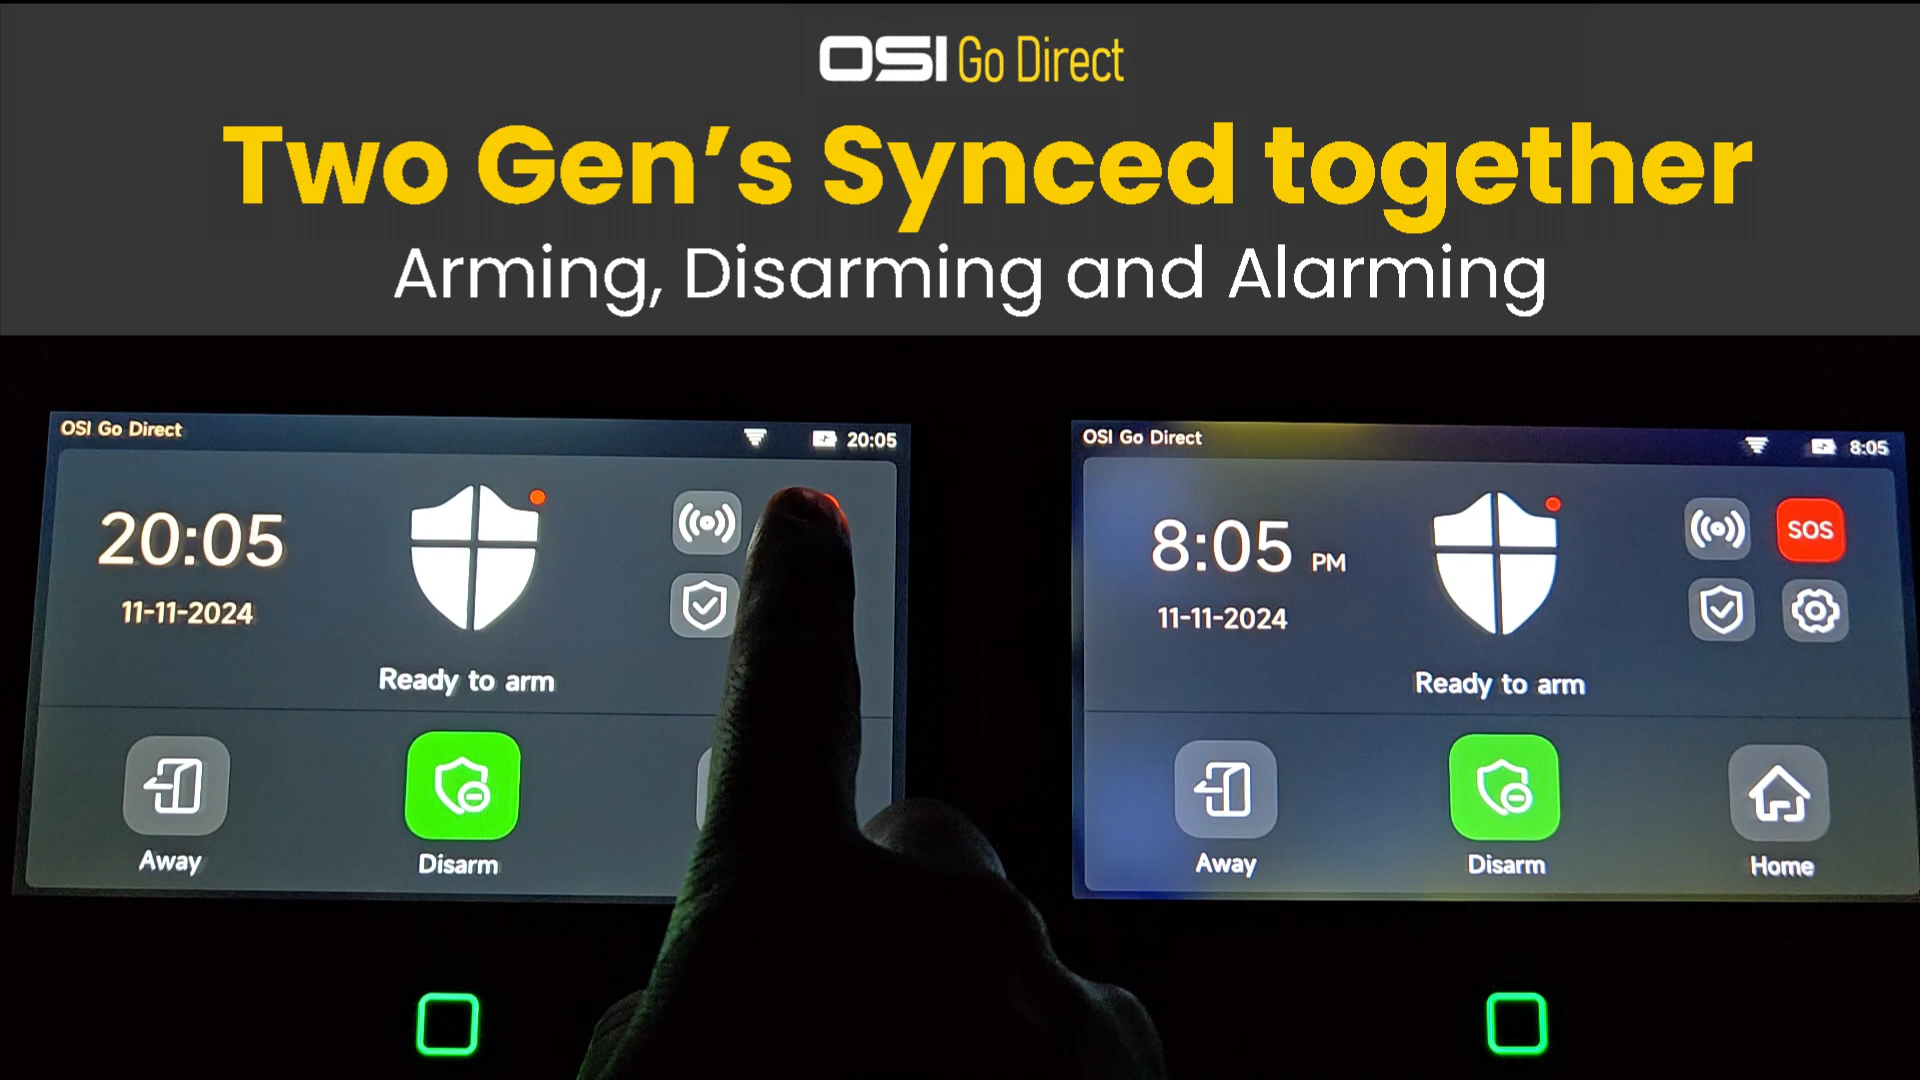 OSI Go Direct
Two Gen's Synced together
Arming, Disarming and Alarming
OSI Go Direct
20:05
20:05
11-11-2024
Ready to arm
Away
Disarm
OSI Go Direct
8:05
8:05 PM
11-11-2024
SOS
Ready to arm
Away
Disarm
Home